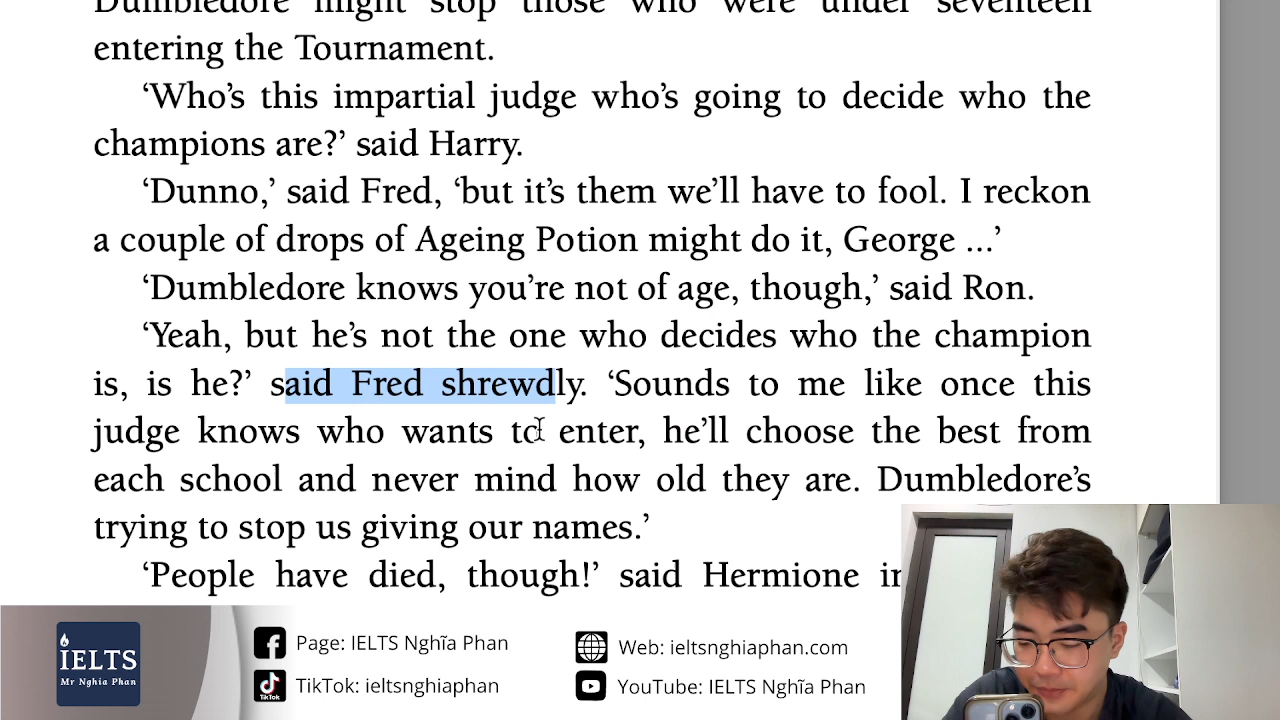 Dumbledore might stop those who were under seventeen
entering the Tournament.
‘Who’s this impartial judge who’s going to decide who the
champions are?’ said Harry.
‘Dunno,’ said Fred, ‘but it’s them we’ll have to fool. I reckon
a couple of drops of Ageing Potion might do it, George ...’
‘Dumbledore knows you’re not of age, though,’ said Ron.
‘Yeah, but he’s not the one who decides who the champion
is, is he?’ said Fred shrewdly. ‘Sounds to me like once this
judge knows who wants to enter, he’ll choose the best from
each school and never mind how old they are. Dumbledore’s
trying to stop us giving our names.’
‘People have died, though!’ said Hermione
IELTS
Mr Nghia Phan
Page: IELTS Nghĩa Phan
TikTok
TikTok: ieltsnghiaphan
Web: ieltsnghiaphan.com
YouTube: IELTS Nghĩa Phan